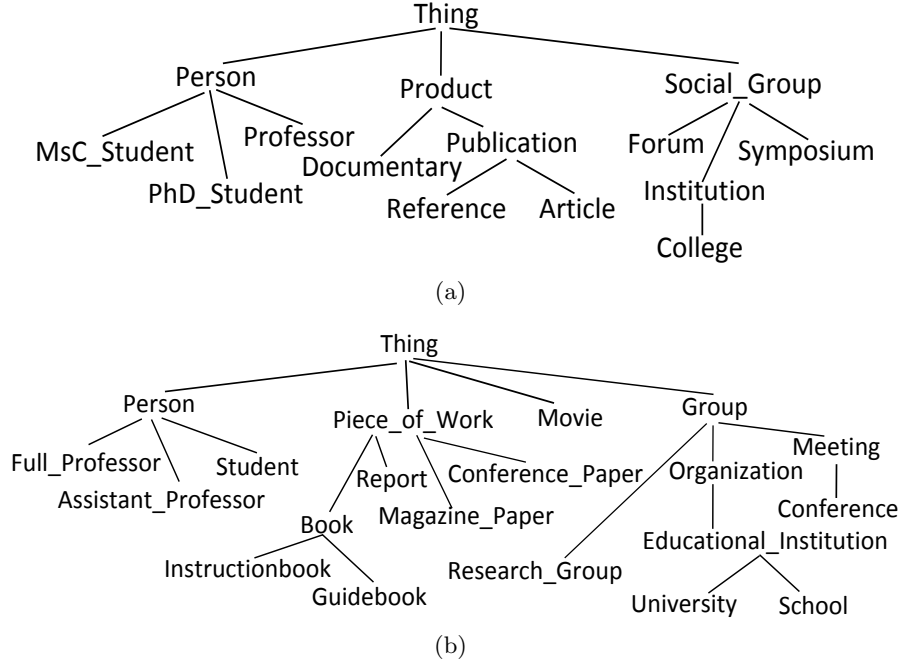 Thing
Person
Product
Social_Group
MsC_Student
Professor
PhD_Student
Documentary
Publication
Reference
Article
Forum
Symposium
Institution
College
(a)
Thing
Person
Piece_of_Work
Movie
Group
Full_Professor
Student
Assistant_Professor
Report
Conference_Paper
Book
Magazine_Paper
Instructionbook
Guidebook
Organization
Meeting
Conference
Educational_Institution
Research_Group
University
School
(b)